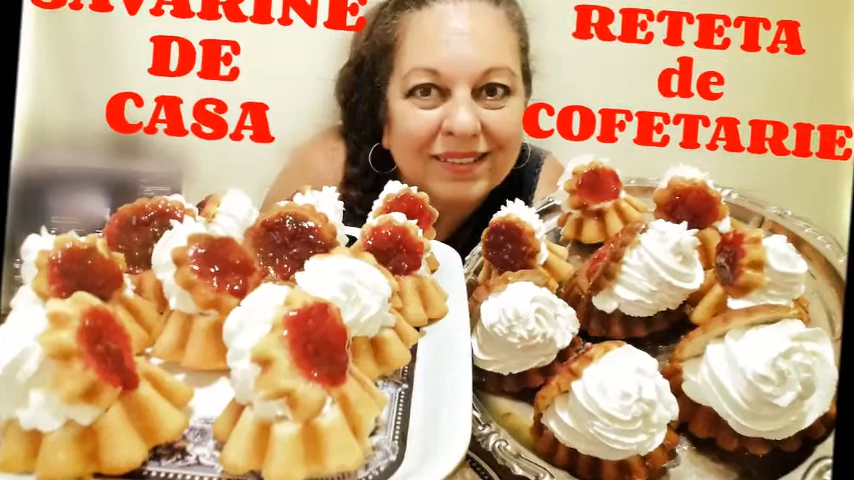 SAVARINE
DE
CASA
RETETA
de
COFETARIE